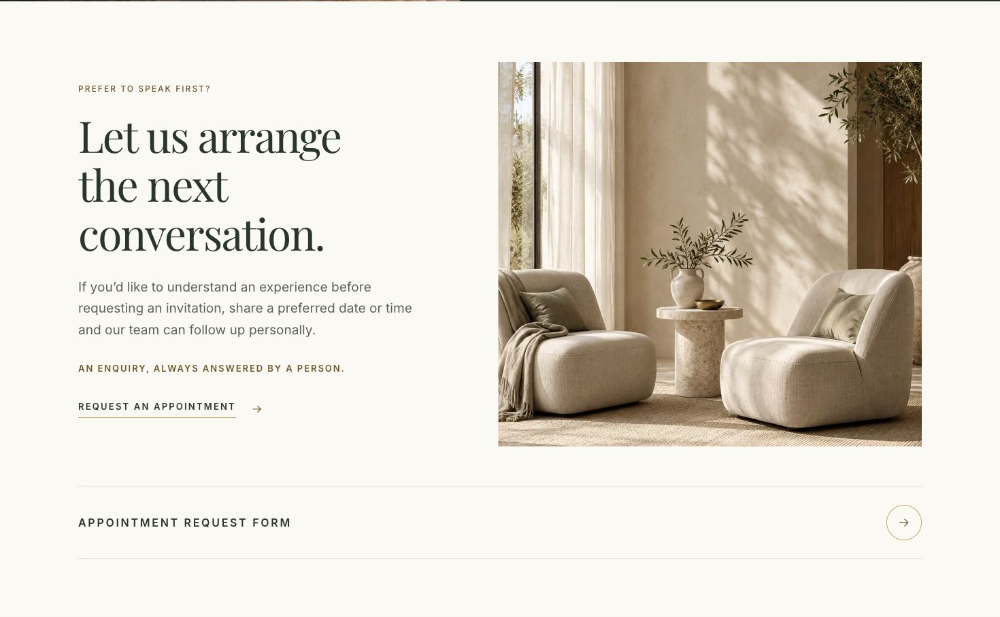 PREFER TO SPEAK FIRST?
Let us arrange
the next
conversation.
If you’d like to understand an experience before
requesting an invitation, share a preferred date or time
and our team can follow up personally.
AN ENQUIRY, ALWAYS ANSWERED BY A PERSON.
REQUEST AN APPOINTMENT →
APPOINTMENT REQUEST FORM →